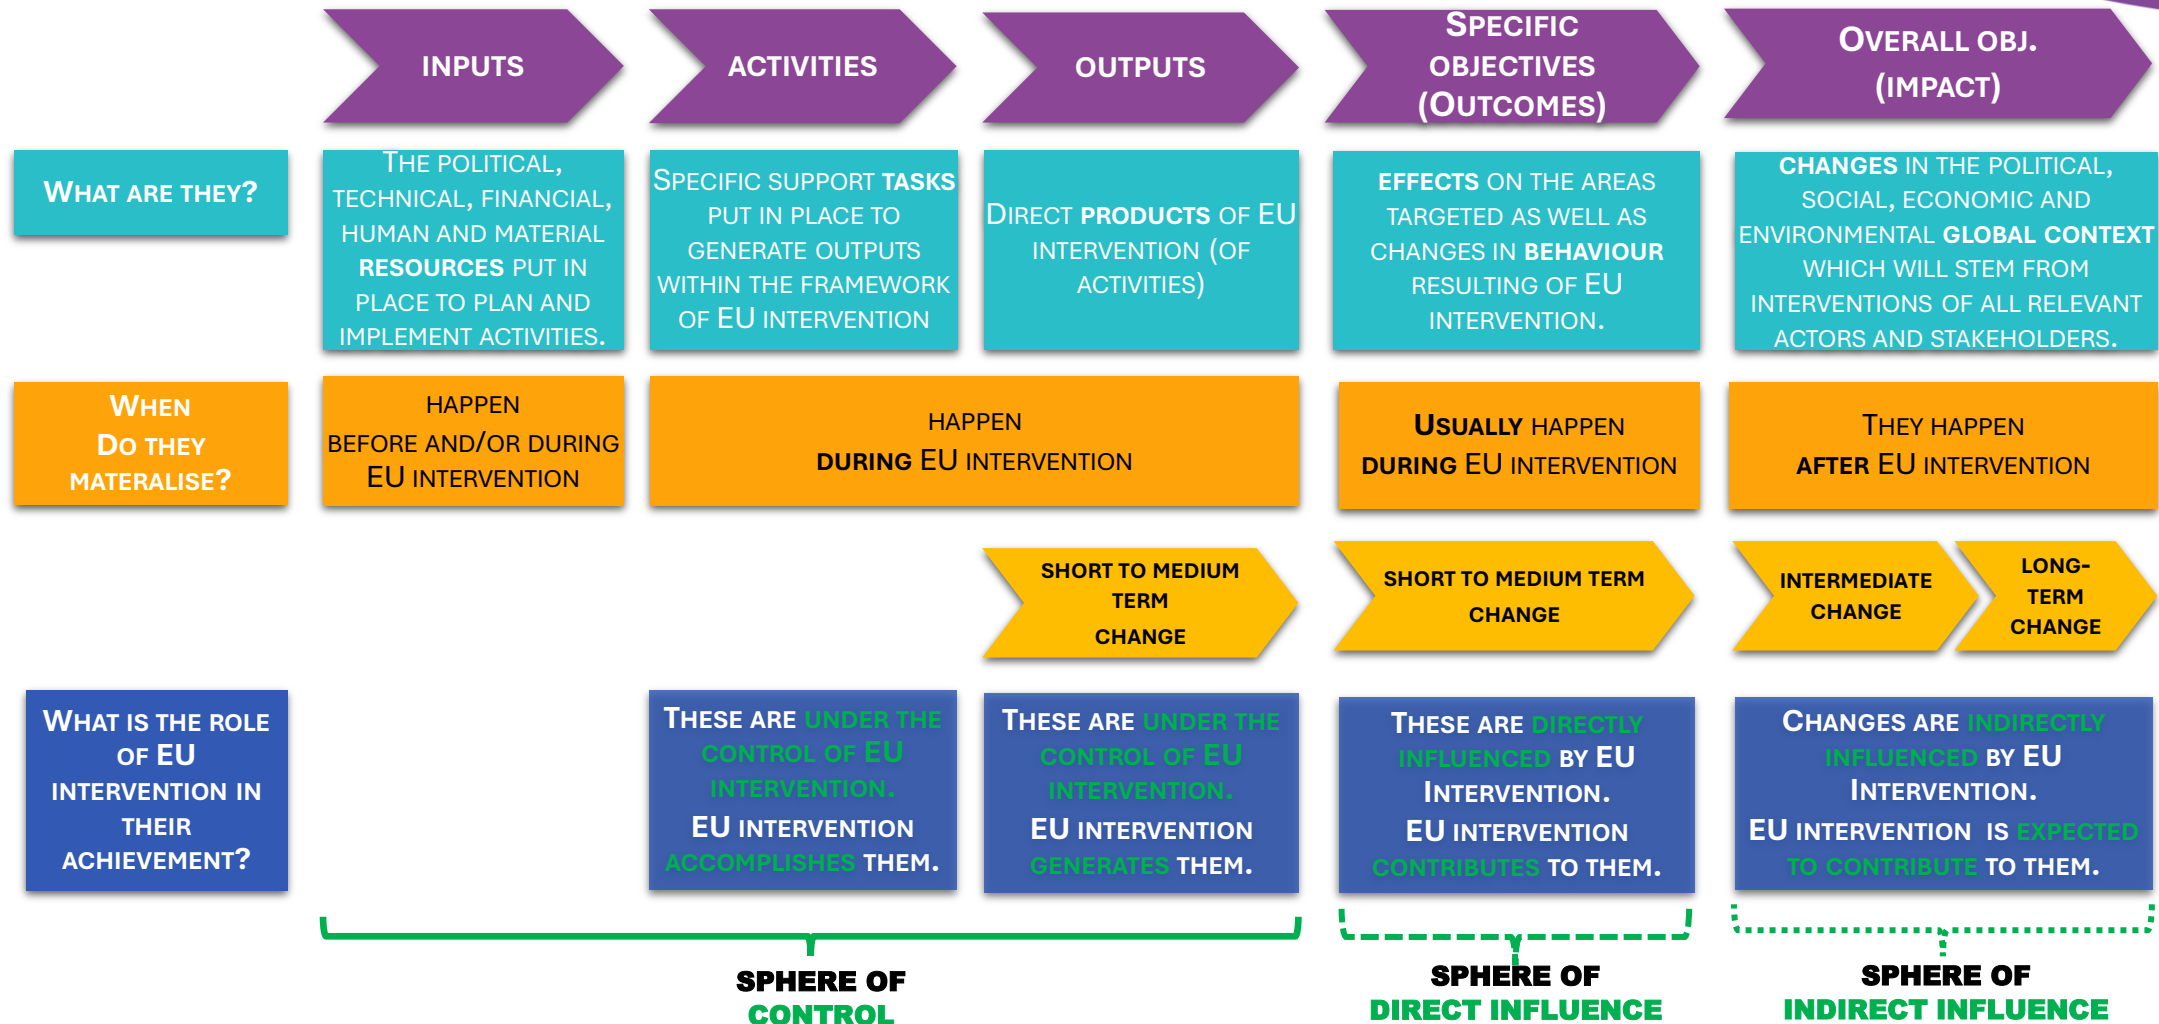 INPUTS
ACTIVITIES
OUTPUTS
SPECIFIC
OBJECTIVES
(OUTCOMES)
OVERALL OBJ.
(IMPACT)
WHAT ARE THEY?
THE POLITICAL,
TECHNICAL, FINANCIAL,
HUMAN AND MATERIAL
RESOURCES PUT IN
PLACE TO PLAN AND
IMPLEMENT ACTIVITIES.
SPECIFIC SUPPORT TASKS
PUT IN PLACE TO
GENERATE OUTPUTS
WITHIN THE FRAMEWORK
OF EU INTERVENTION
DIRECT PRODUCTS OF EU
INTERVENTION (OF
ACTIVITIES)
EFFECTS ON THE AREAS
TARGETED AS WELL AS
CHANGES IN BEHAVIOUR
RESULTING OF EU
INTERVENTION.
CHANGES IN THE POLITICAL,
SOCIAL, ECONOMIC AND
ENVIRONMENTAL GLOBAL CONTEXT
WHICH WILL STEM FROM
INTERVENTIONS OF ALL RELEVANT
ACTORS AND STAKEHOLDERS.
WHEN
DO THEY
MATERALISE?
HAPPEN
BEFORE AND/OR DURING
EU INTERVENTION
HAPPEN
DURING EU INTERVENTION
USUALLY HAPPEN
DURING EU INTERVENTION
THEY HAPPEN
AFTER EU INTERVENTION
SHORT TO MEDIUM
TERM
CHANGE
SHORT TO MEDIUM TERM
CHANGE
INTERMEDIATE
CHANGE
LONG-
TERM
CHANGE
WHAT IS THE ROLE
OF EU
INTERVENTION IN
THEIR
ACHIEVEMENT?
THESE ARE UNDER THE
CONTROL OF EU
INTERVENTION.
EU INTERVENTION
ACCOMPLISHES THEM.
THESE ARE UNDER THE
CONTROL OF EU
INTERVENTION.
EU INTERVENTION
GENERATES THEM.
THESE ARE DIRECTLY
INFLUENCED BY EU
INTERVENTION.
EU INTERVENTION
CONTRIBUTES TO THEM.
CHANGES ARE INDIRECTLY
INFLUENCED BY EU
INTERVENTION.
EU INTERVENTION IS EXPECTED
TO CONTRIBUTE TO THEM.
SPHERE OF
CONTROL
SPHERE OF
DIRECT INFLUENCE
SPHERE OF
INDIRECT INFLUENCE